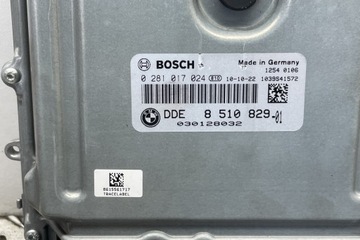 BOSCH
Made in Germany
1254 0106
0 281 017 024 10-10-22 1039S41572
DDE 8 510 829-01
030128032
8615561717
TRACELABEL